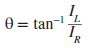 θ = tan⁻¹ I_L / I_R